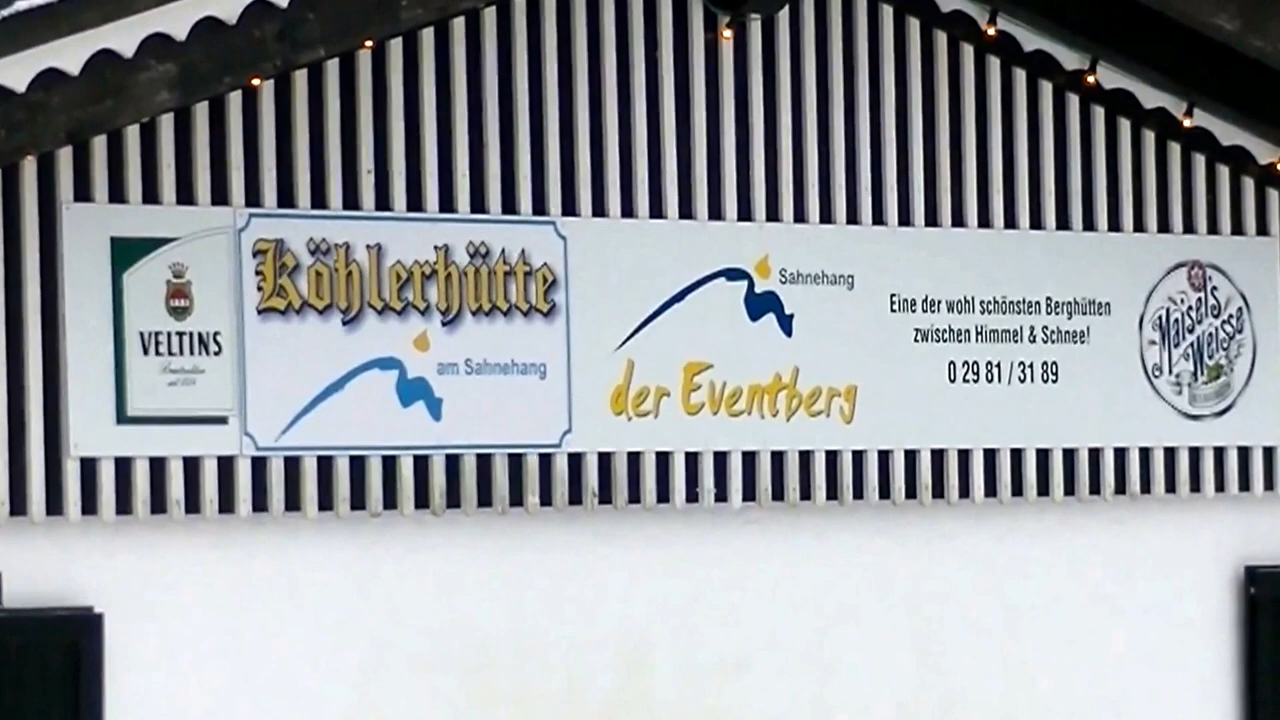 VELTINS
Köhlerhütte
am Sahnehang
Sahnehang
der Eventberg
Eine der wohl schönsten Berghütten
zwischen Himmel & Schnee!
0 29 81 / 31 89
Maisel's
Weisse